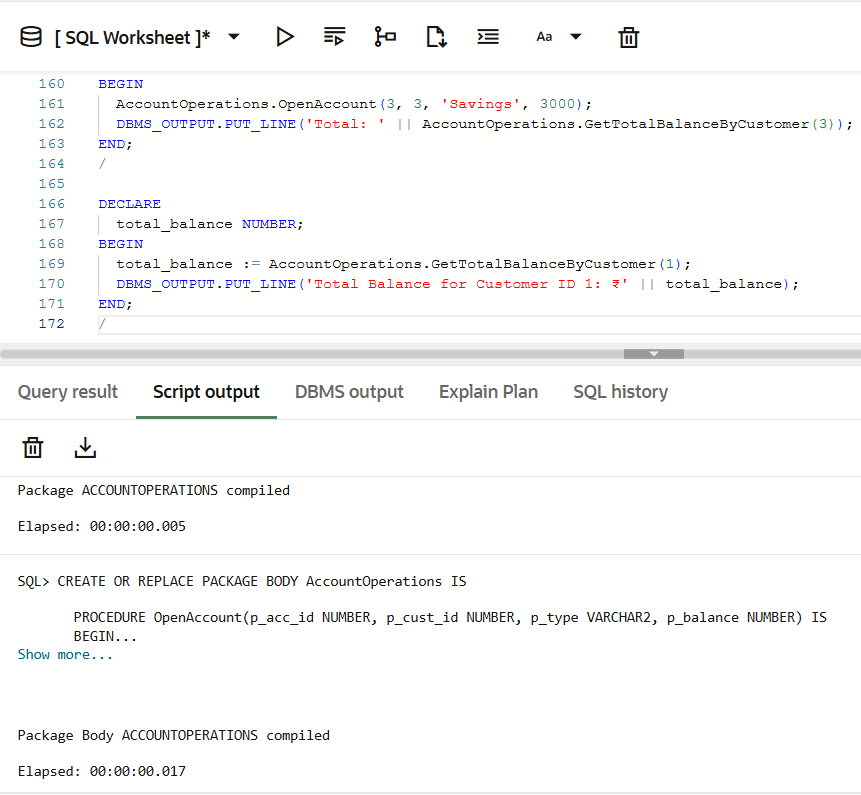 [ SQL Worksheet ]*
Aa
160 BEGIN
161 AccountOperations.OpenAccount(3, 3, 'Savings', 3000);
162 DBMS_OUTPUT.PUT_LINE('Total: ' || AccountOperations.GetTotalBalanceByCustomer(3));
163 END;
164 /
165
166 DECLARE
167 total_balance NUMBER;
168 BEGIN
169 total_balance := AccountOperations.GetTotalBalanceByCustomer(1);
170 DBMS_OUTPUT.PUT_LINE('Total Balance for Customer ID 1: ₹' || total_balance);
171 END;
172 /
Query result Script output DBMS output Explain Plan SQL history
Package ACCOUNTOPERATIONS compiled
Elapsed: 00:00:00.005
SQL> CREATE OR REPLACE PACKAGE BODY AccountOperations IS
PROCEDURE OpenAccount(p_acc_id NUMBER, p_cust_id NUMBER, p_type VARCHAR2, p_balance NUMBER) IS
BEGIN...
Show more...
Package Body ACCOUNTOPERATIONS compiled
Elapsed: 00:00:00.017